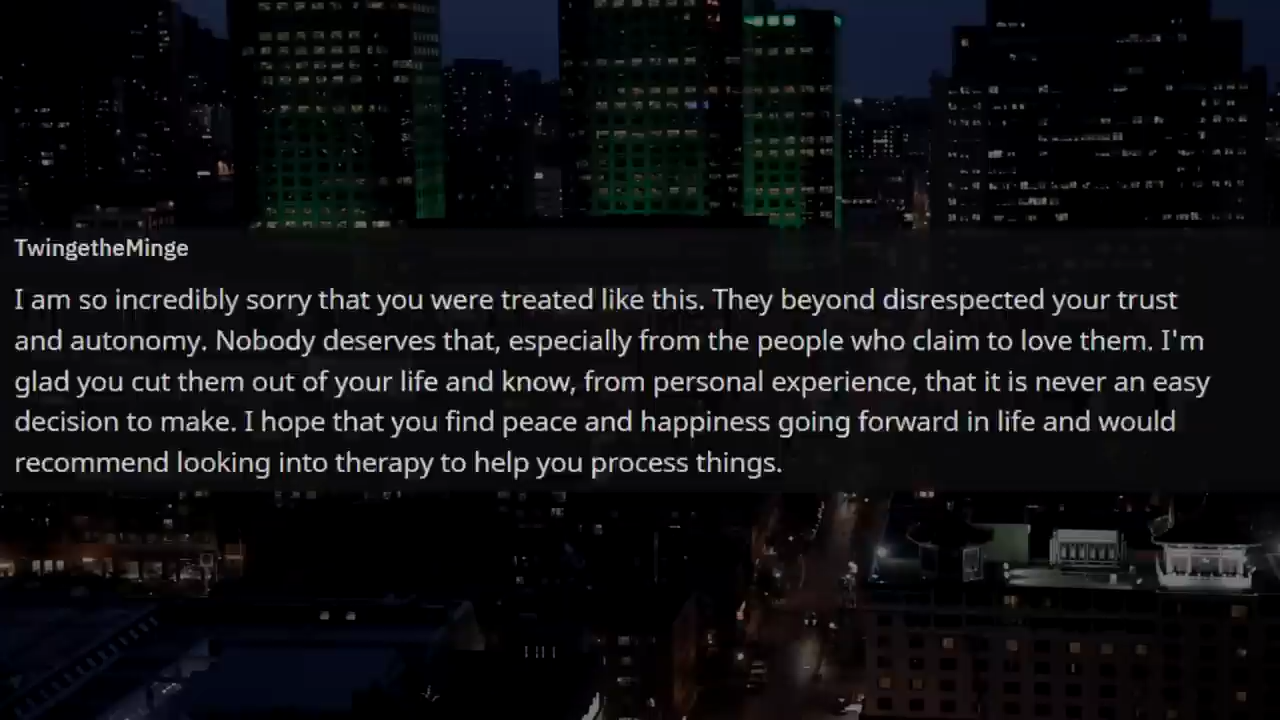 TwingetheMinge
I am so incredibly sorry that you were treated like this. They beyond disrespected your trust
and autonomy. Nobody deserves that, especially from the people who claim to love them. I'm
glad you cut them out of your life and know, from personal experience, that it is never an easy
decision to make. I hope that you find peace and happiness going forward in life and would
recommend looking into therapy to help you process things.